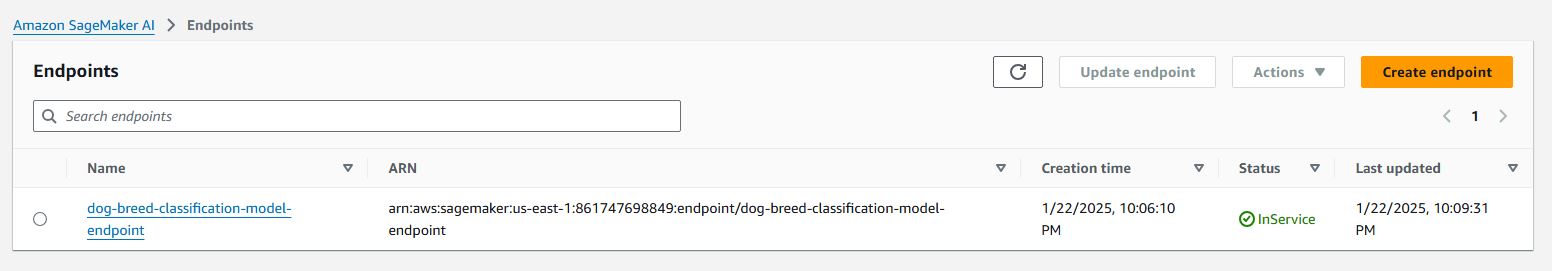 Amazon SageMaker AI > Endpoints
Endpoints
Update endpoint
Actions
Create endpoint
Search endpoints
1
Name ARN Creation time Status Last updated
dog-breed-classification-model- arn:aws:sagemaker:us-east-1:861747698849:endpoint/dog-breed-classification-model- 1/22/2025, 10:06:10 InService 1/22/2025, 10:09:31
endpoint endpoint PM PM